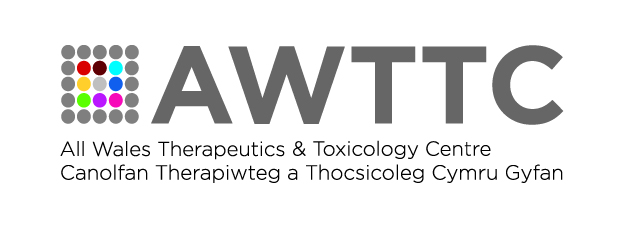 AWTTC
All Wales Therapeutics & Toxicology Centre
Canolfan Therapiwteg a Thocsicoleg Cymru Gyfan